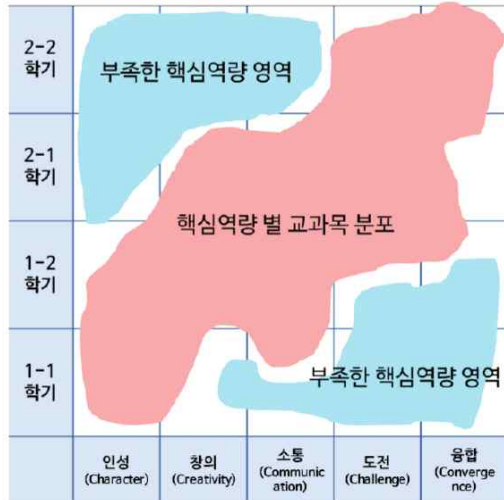 2-2
학기
부족한 핵심역량 영역
2-1
학기
핵심역량 별 교과목 분포
1-2
학기
1-1
학기
부족한 핵심역량 영역
인성
(Character)
창의
(Creativity)
소통
(Communic
ation)
도전
(Challenge)
융합
(Converge
nce)